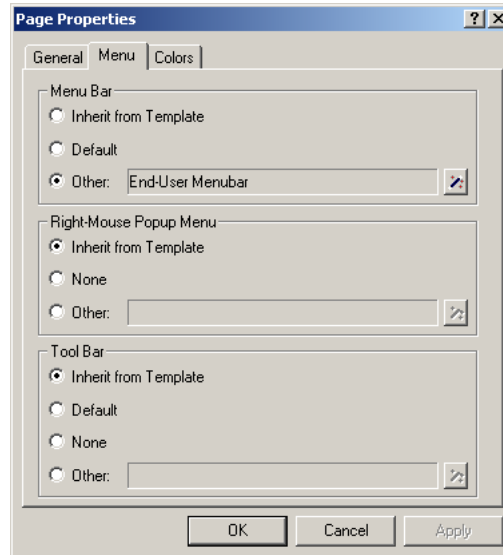 Page Properties
General Menu Colors
Menu Bar
Inherit from Template
Default
Other: End-User Menubar
Right-Mouse Popup Menu
Inherit from Template
None
Other:
Tool Bar
Inherit from Template
Default
None
Other:
OK Cancel Apply